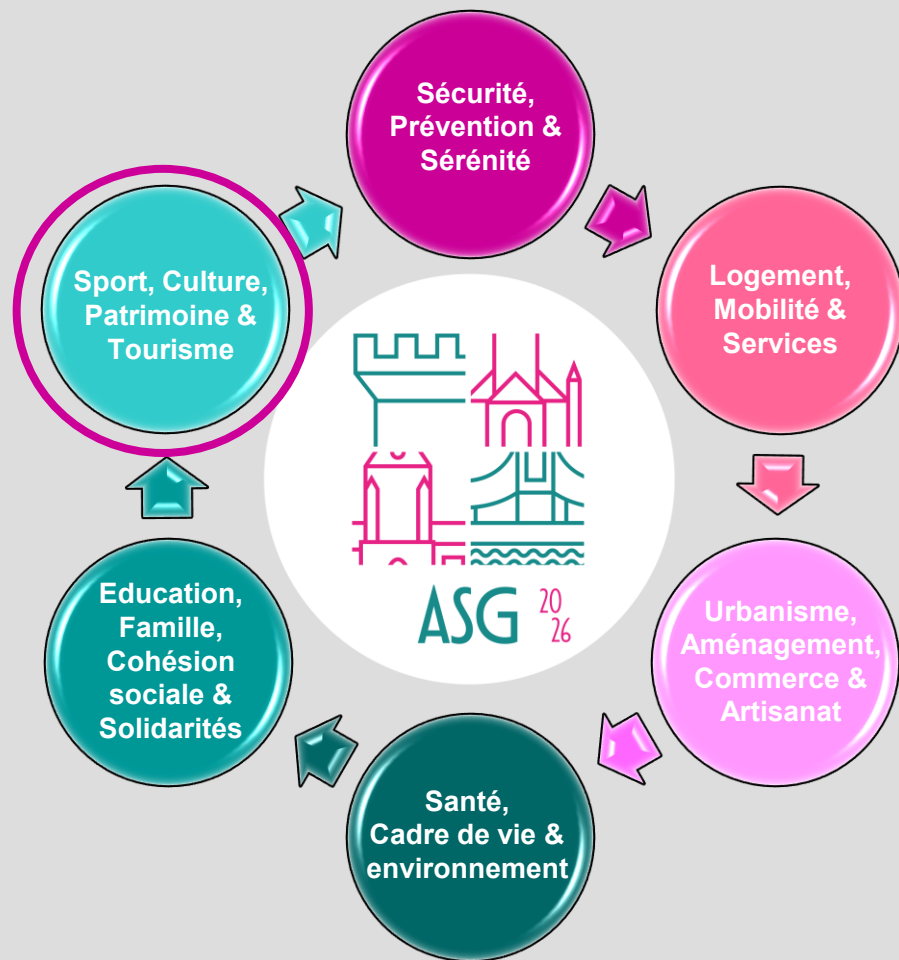 Sécurité,
Prévention &
Sérénité
Sport, Culture,
Patrimoine &
Tourisme
Logement,
Mobilité &
Services
ASG 20
26
Education,
Famille,
Cohésion
sociale &
Solidarités
Urbanisme,
Aménagement,
Commerce &
Artisanat
Santé,
Cadre de vie &
environnement